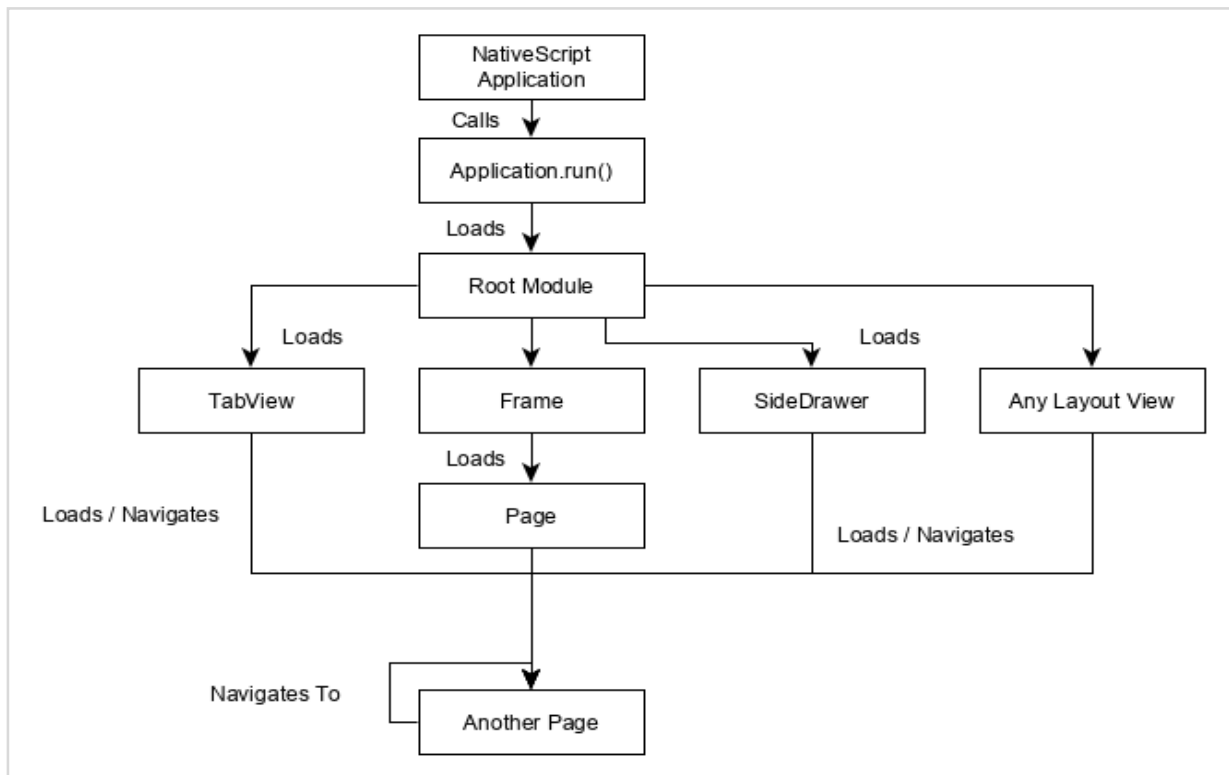 NativeScript
Application
Calls
Application.run()
Loads
Root Module
Loads
Loads
TabView
Frame
SideDrawer
Any Layout View
Loads
Loads / Navigates
Page
Loads / Navigates
Navigates To
Another Page